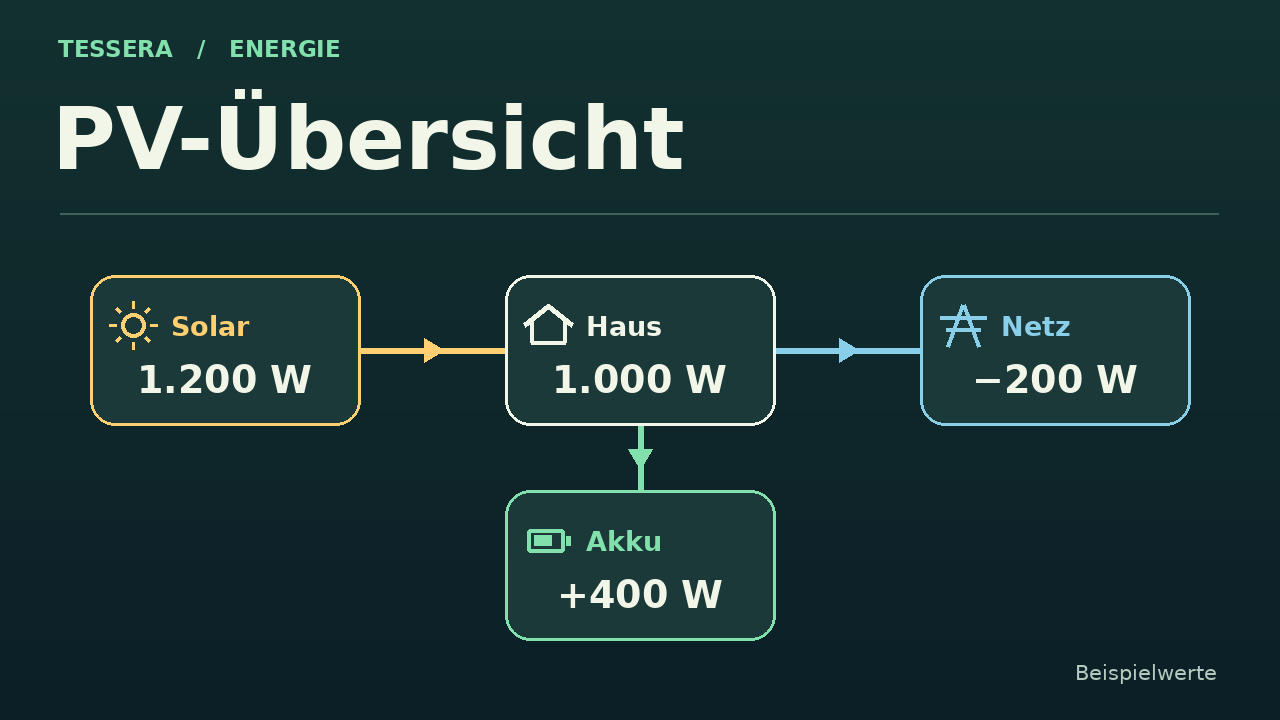 TESSERA / ENERGIE
PV-Übersicht
Solar
1.200 W
Haus
1.000 W
Netz
−200 W
Akku
+400 W
Beispielwerte